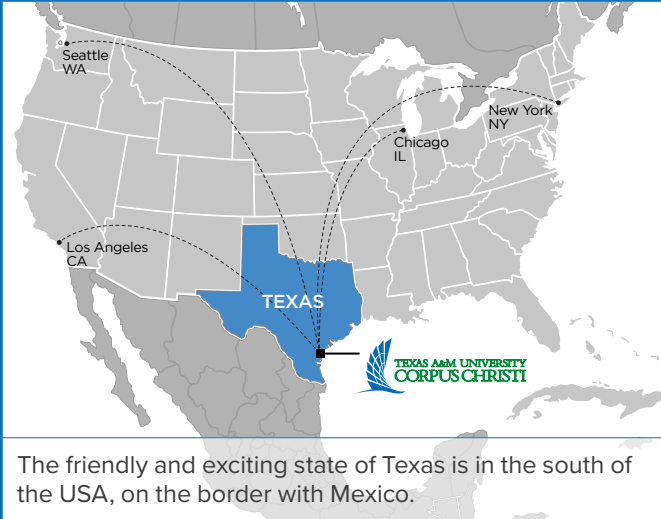 Seattle
WA
New York
NY
Chicago
IL
Los Angeles
CA
TEXAS
TEXAS A&M UNIVERSITY
CORPUS CHRISTI
The friendly and exciting state of Texas is in the south of
the USA, on the border with Mexico.